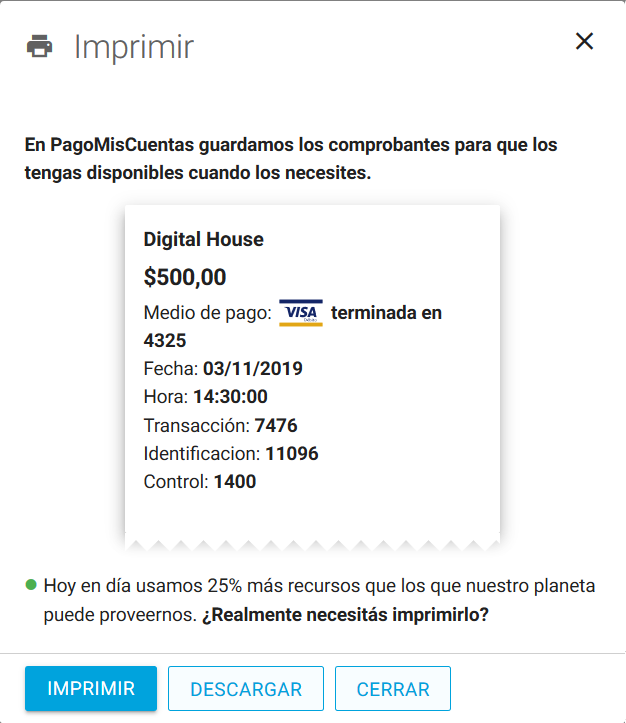 Imprimir
En PagoMisCuentas guardamos los comprobantes para que los
tengas disponibles cuando los necesites.
Digital House
$500,00
Medio de pago: VISA Débito terminada en
4325
Fecha: 03/11/2019
Hora: 14:30:00
Transacción: 7476
Identificacion: 11096
Control: 1400
Hoy en día usamos 25% más recursos que los que nuestro planeta
puede proveernos. ¿Realmente necesitás imprimirlo?
IMPRIMIR DESCARGAR CERRAR